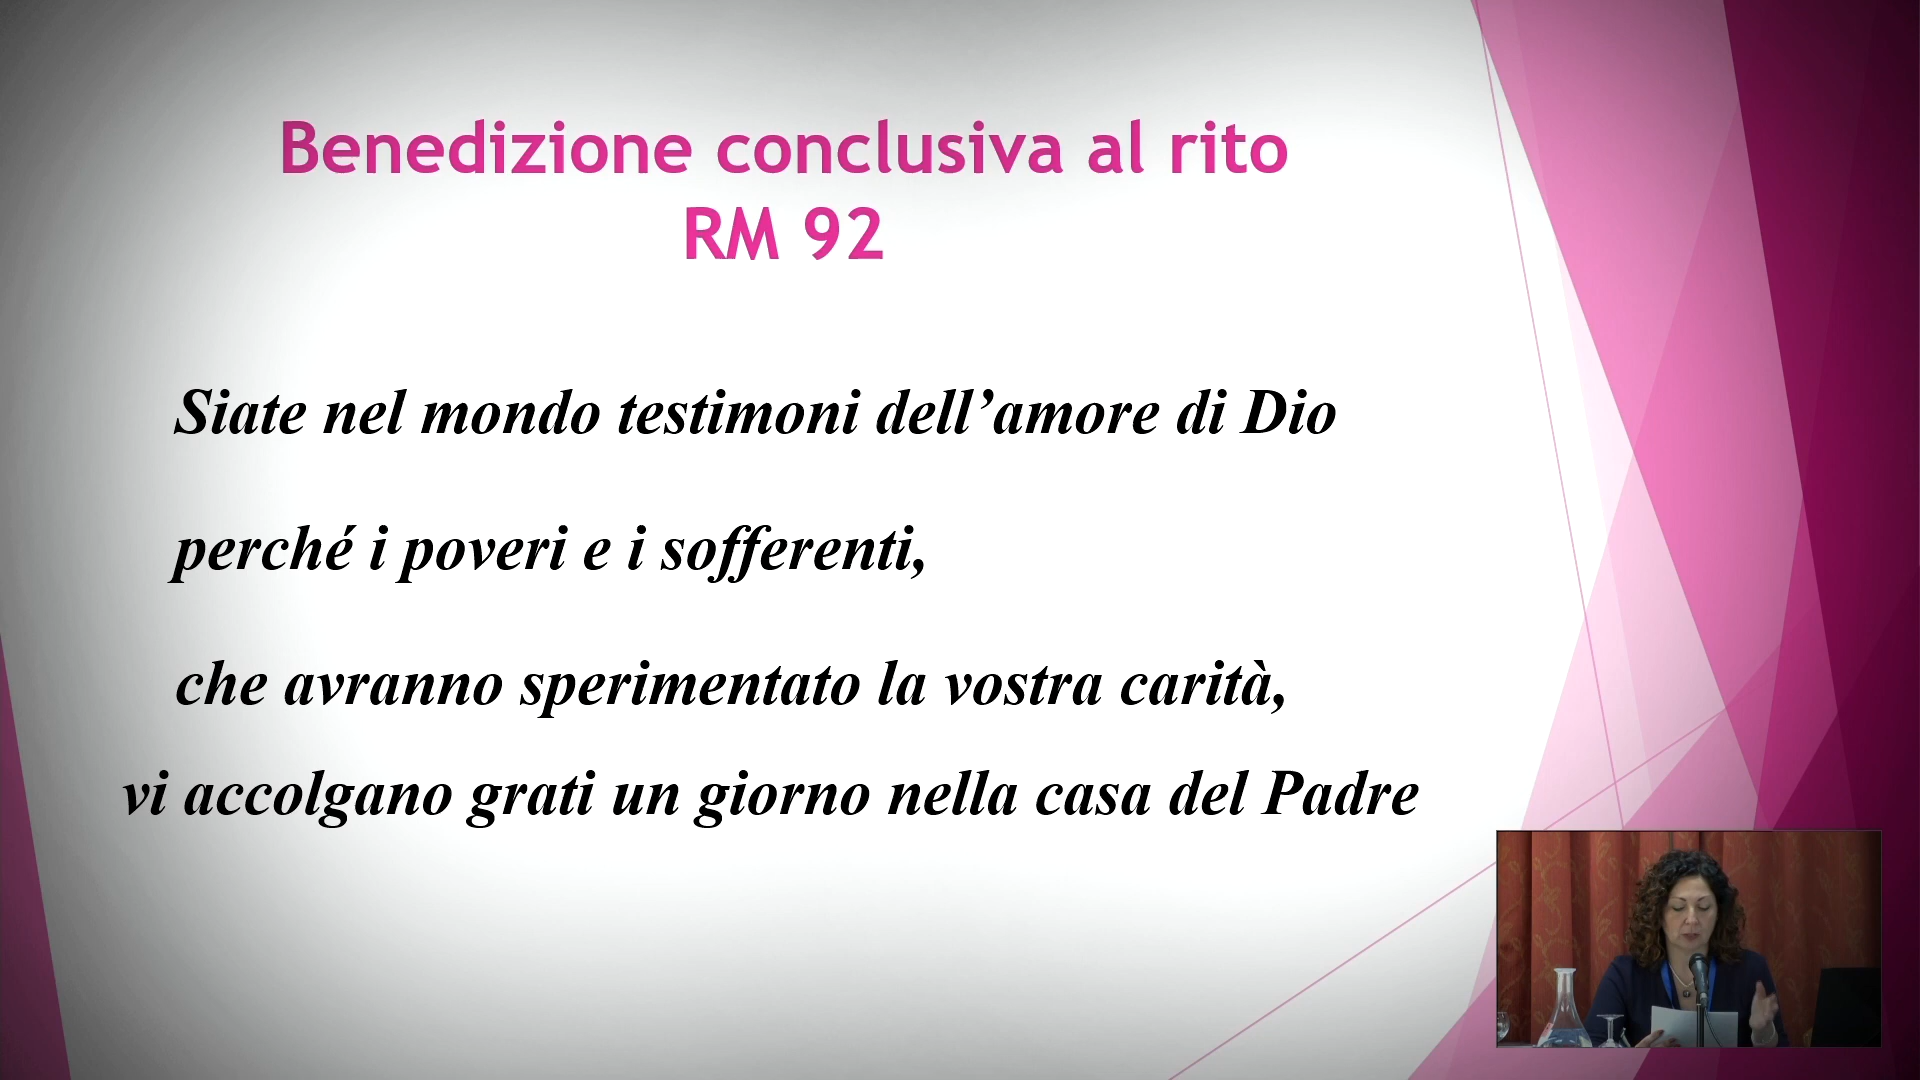 Benedizione conclusiva al rito
RM 92
Siate nel mondo testimoni dell’amore di Dio
perché i poveri e i sofferenti,
che avranno sperimentato la vostra carità,
vi accolgano grati un giorno nella casa del Padre